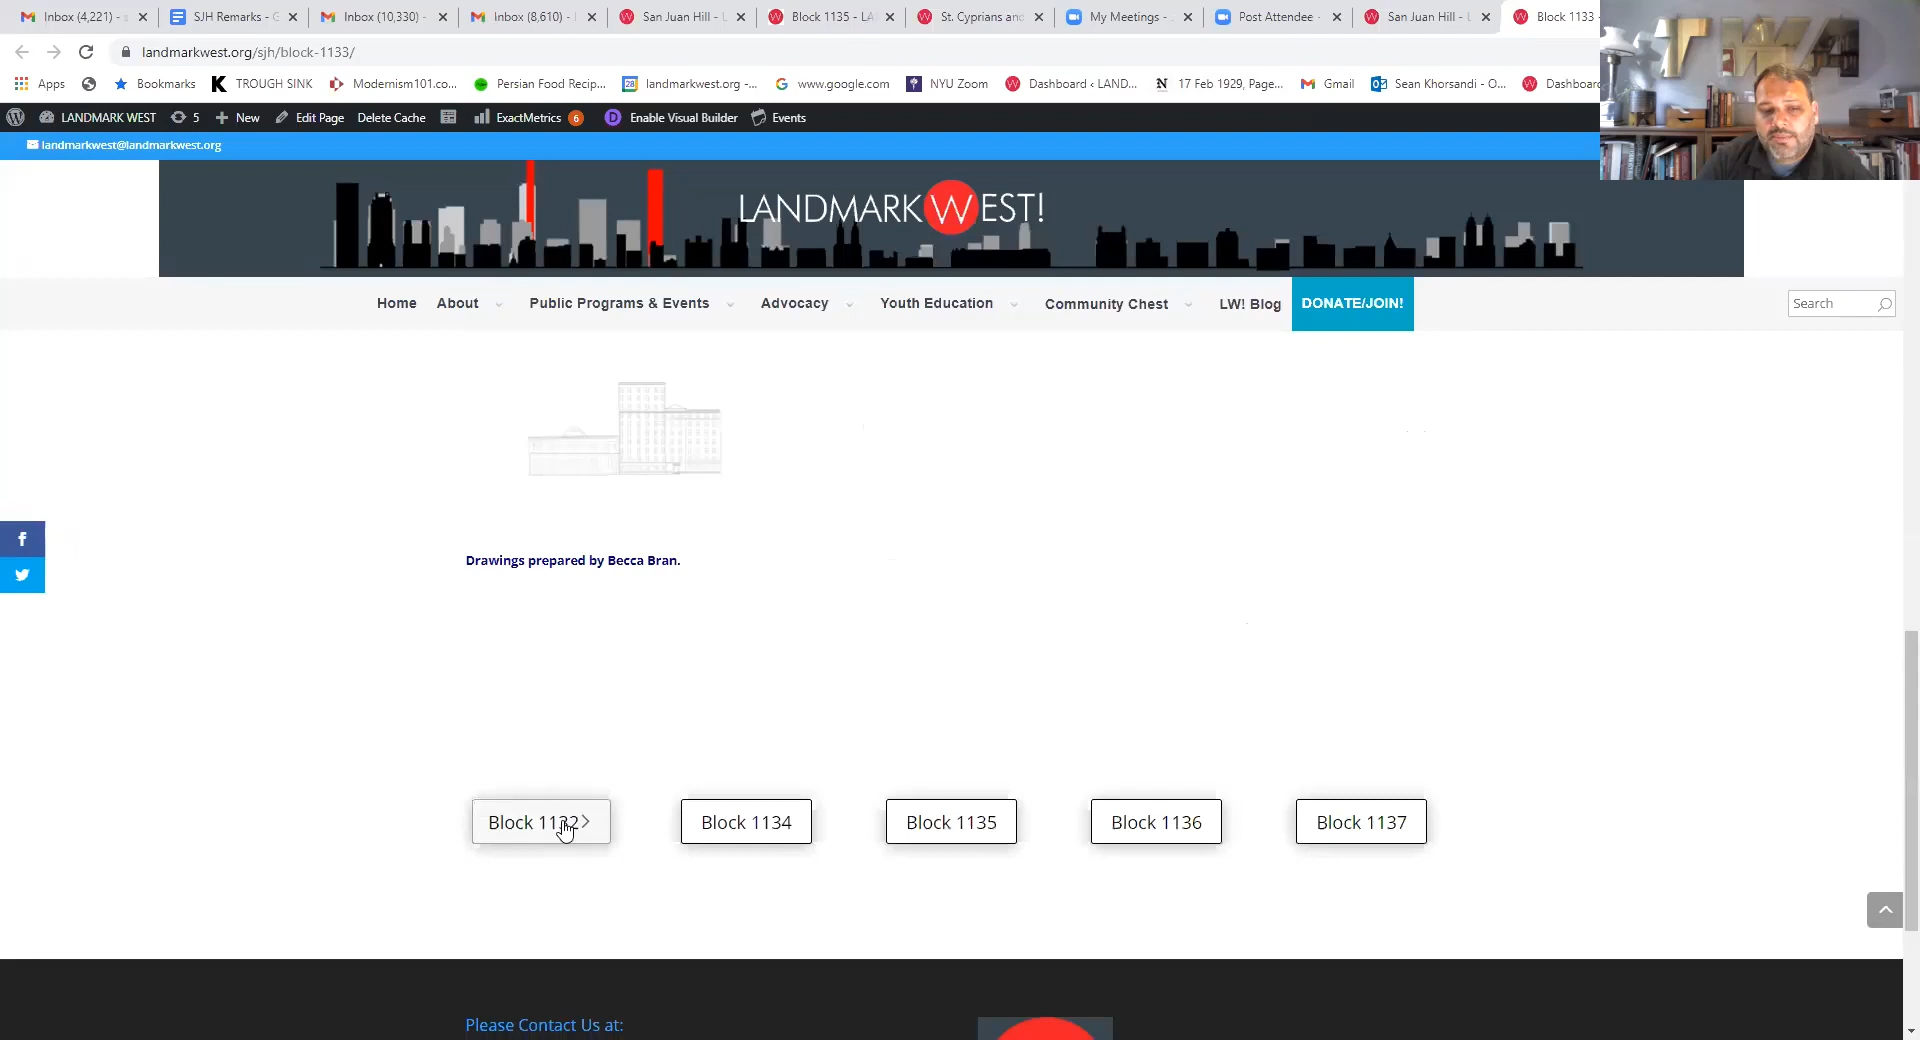 Inbox (4,221) -
SJH Remarks - G
Inbox (10,330) -
Inbox (8,610) -
San Juan Hill - L
Block 1135 - LA
St. Cyprians and
My Meetings -
Post Attendee -
San Juan Hill - L
Block 1133 -
landmarkwest.org/sjh/block-1133/
Apps
Bookmarks
TROUGH SINK
Modernism101.co...
Persian Food Recip...
landmarkwest.org -...
www.google.com
NYU Zoom
Dashboard ‹ LAND...
17 Feb 1929, Page...
Gmail
Sean Khorsandi - O...
Dashboard
LANDMARK WEST
5
New
Edit Page
Delete Cache
ExactMetrics 6
Enable Visual Builder
Events
landmarkwest@landmarkwest.org
LANDMARK WEST!
Home
About
Public Programs & Events
Advocacy
Youth Education
Community Chest
LW! Blog
DONATE/JOIN!
Search
Drawings prepared by Becca Bran.
Block 1132
Block 1134
Block 1135
Block 1136
Block 1137
Please Contact Us at: